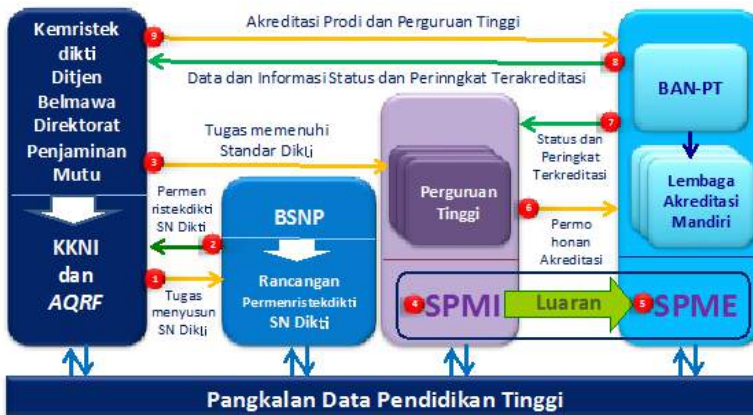 Kemristek
dikti
Ditjen
Belmawa
Direktorat
Penjaminan
Mutu
KKNI
dan
AQRF
9
Akreditasi Prodi dan Perguruan Tinggi
8
Data dan Informasi Status dan Perinngkat Terakreditasi
3
Tugas memenuhi
Standar Dikti
Permen
ristekdikti
SN Dikti
2
1
Tugas
menyusun
SN Dikti
BSNP
Rancangan
Permenristekdikti
SN Dikti
Perguruan
Tinggi
7
Status dan
Peringkat
Terkreditasi
6
Permo
honan
Akreditasi
BAN-PT
Lembaga
Akreditasi
Mandiri
4
SPMI
Luaran
5
SPME
Pangkalan Data Pendidikan Tinggi